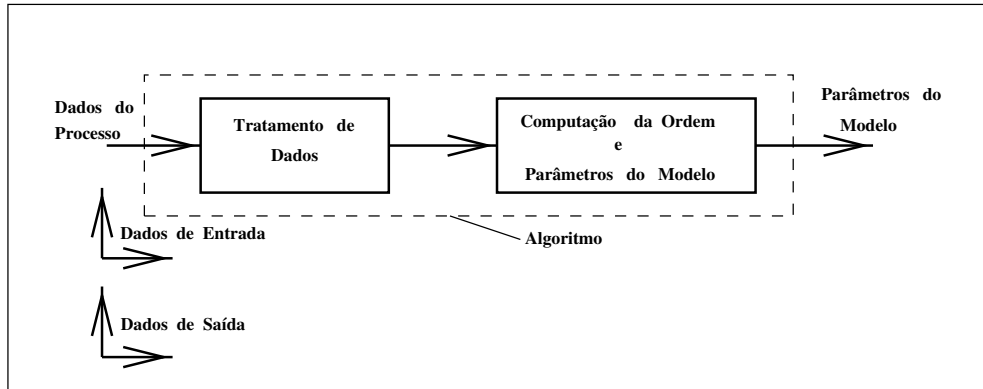 Dados do
Processo
Tratamento de
Dados
Computação da Ordem
e
Parâmetros do Modelo
Parâmetros do
Modelo
Dados de Entrada
Algoritmo
Dados de Saída